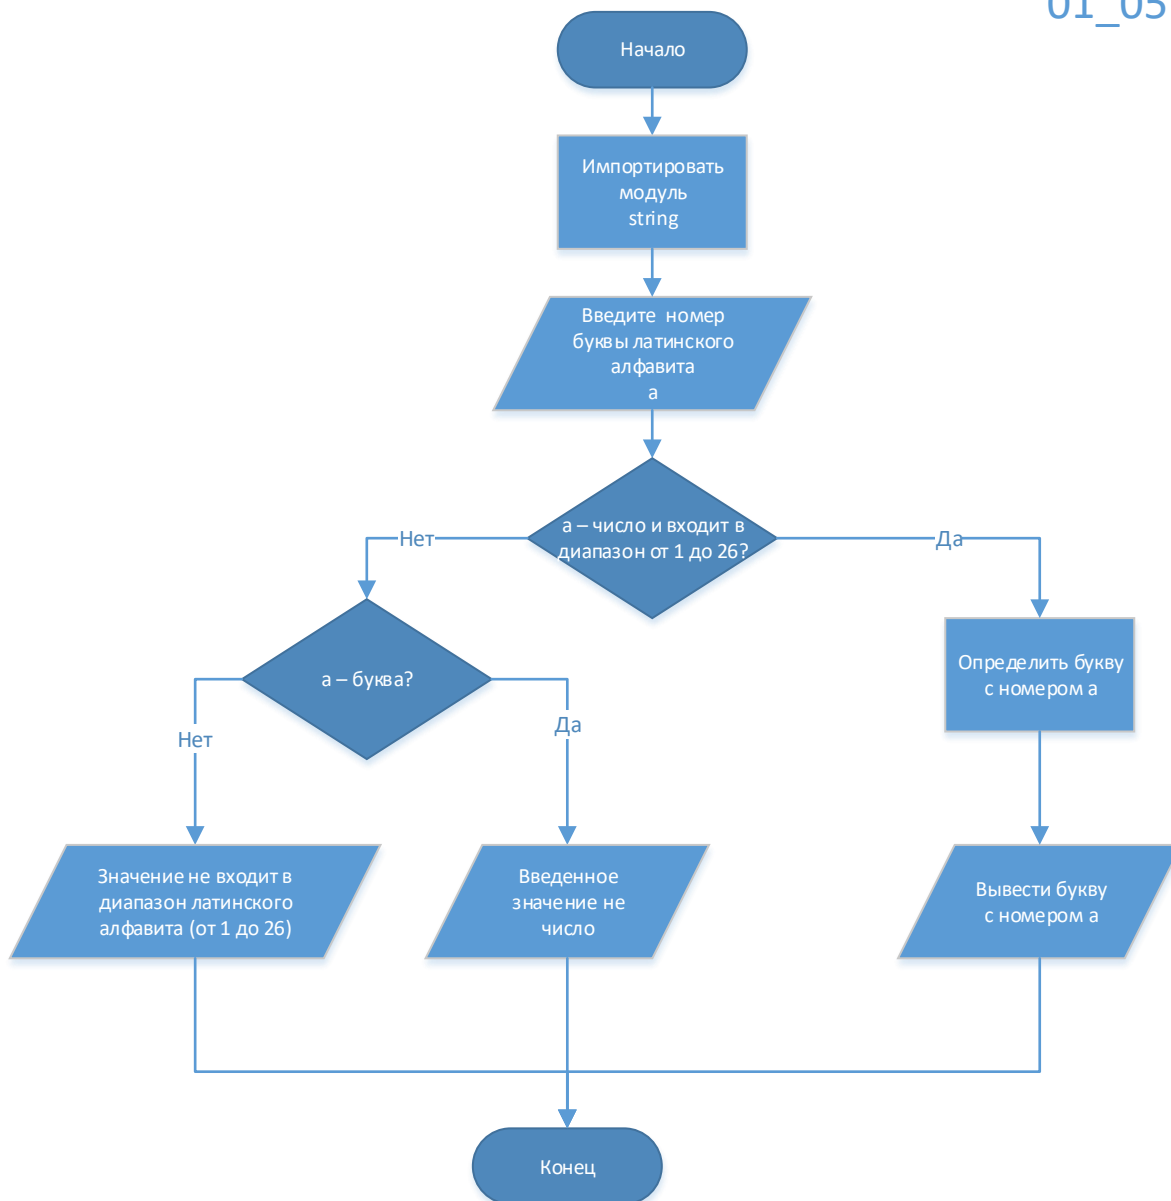 01_05
Начало
Импортировать
модуль
string
Введите номер
буквы латинского
алфавита
a
a – число и входит в
диапазон от 1 до 26?
Нет
Да
a – буква?
Определить букву
с номером a
Нет
Да
Значение не входит в
диапазон латинского
алфавита (от 1 до 26)
Введенное
значение не
число
Вывести букву
с номером a
Конец